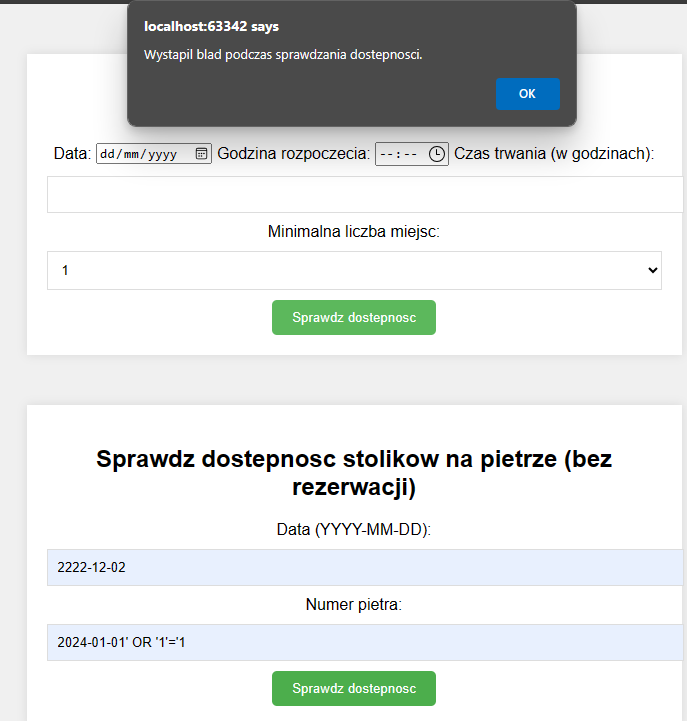 localhost:63342 says
Wystapil blad podczas sprawdzania dostepnosci.
OK
Data: dd/mm/yyyy Godzina rozpoczecia: --:-- Czas trwania (w godzinach):
Minimalna liczba miejsc:
1
Sprawdz dostepnosc
Sprawdz dostepnosc stolikow na pietrze (bez
rezerwacji)
Data (YYYY-MM-DD):
2222-12-02
Numer pietra:
2024-01-01' OR '1'='1
Sprawdz dostepnosc